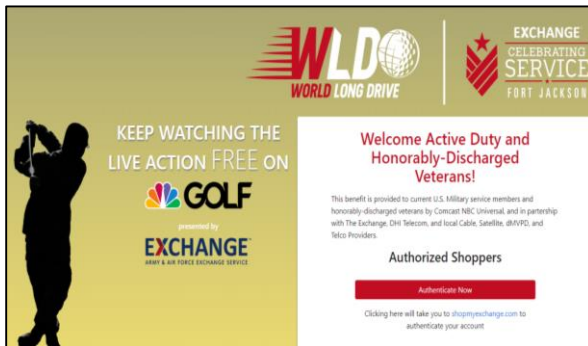 WLD
WORLD LONG DRIVE
EXCHANGE
CELEBRATING
SERVICE
FORT JACKSON
KEEP WATCHING THE
LIVE ACTION FREE ON
GOLF
presented by
EXCHANGE
ARMY & AIR FORCE EXCHANGE SERVICE
Welcome Active Duty and
Honorably-Discharged
Veterans!
This benefit is provided to current U.S. Military service members and
honorably-discharged veterans by Comcast NBC Universal, and in partership
with The Exchange, DHI Telecom, and local Cable, Satellite, dMVPD, and
Telco Providers.
Authorized Shoppers
Authenticate Now
Clicking here will take you to shopmyexchange.com to
authenticate your account